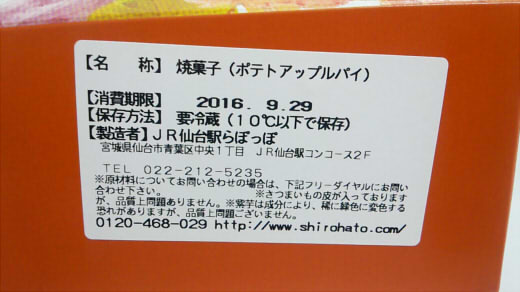 【名　　称】 焼菓子（ポテトアップルパイ）
【消費期限】 2016. 9.29
【保存方法】 要冷蔵（10℃以下で保存）
【製造者】ＪＲ仙台駅らぽっぽ
宮城県仙台市青葉区中央１丁目 ＪＲ仙台駅コンコース２Ｆ
TEL 022-212-5235
※原材料についてお問い合わせの場合は、下記フリーダイヤルにお問い
合わせ下さい。 ※さつまいもの皮が入っております
が、品質上問題ありません。※紫芋は成分により、稀に緑色に変色する
恐れがありますが、品質上問題ございません。
0120-468-029 http://www.shirohato.com/